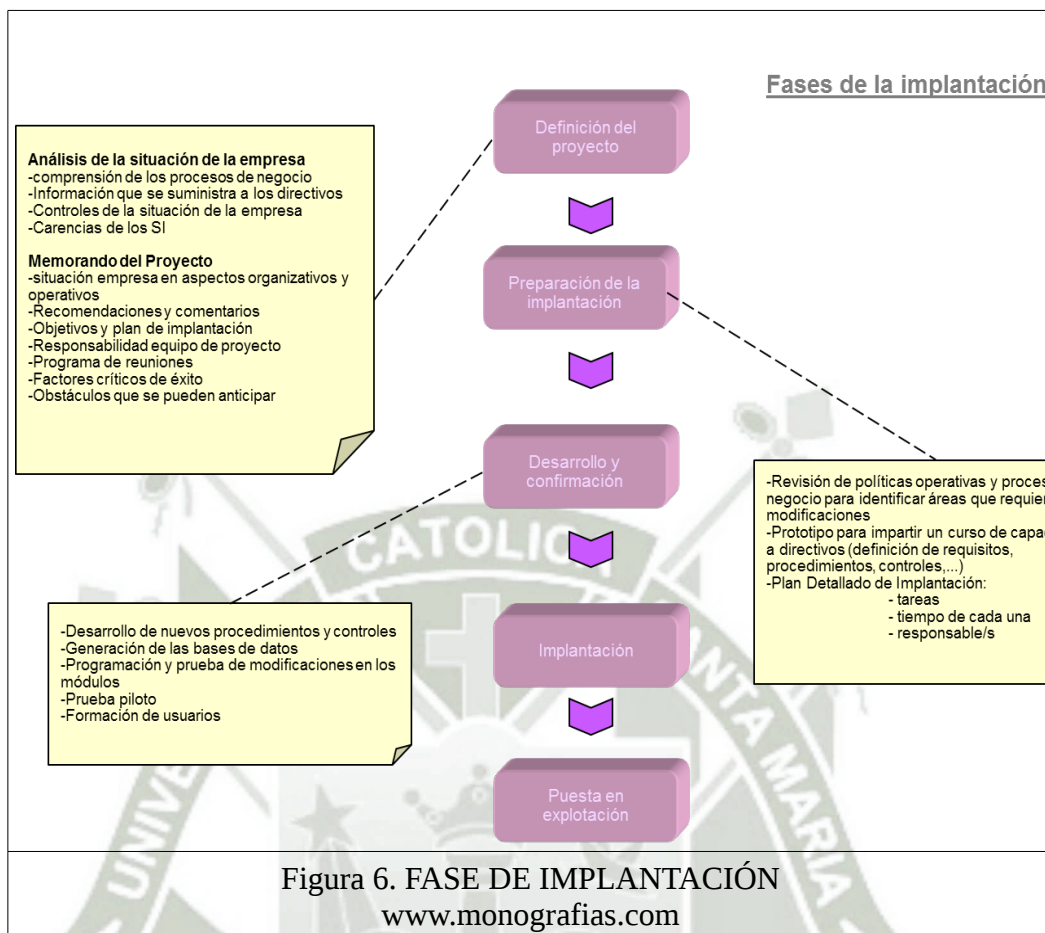 Fases de la implantación
Definición del
proyecto
Análisis de la situación de la empresa
-comprensión de los procesos de negocio
-Información que se suministra a los directivos
-Controles de la situación de la empresa
-Carencias de los SI
Memorando del Proyecto
-situación empresa en aspectos organizativos y
operativos
-Recomendaciones y comentarios
-Objetivos y plan de implantación
-Responsabilidad equipo de proyecto
-Programa de reuniones
-Factores críticos de éxito
-Obstáculos que se pueden anticipar
Preparación de la
implantación
Desarrollo y
confirmación
-Revisión de políticas operativas y proces
negocio para identificar áreas que requier
modificaciones
-Prototipo para impartir un curso de capac
a directivos (definición de requisitos,
procedimientos, controles,...)
-Plan Detallado de Implantación:
- tareas
- tiempo de cada una
- responsable/s
-Desarrollo de nuevos procedimientos y controles
-Generación de las bases de datos
-Programación y prueba de modificaciones en los
módulos
-Prueba piloto
-Formación de usuarios
Implantación
Puesta en
explotación
CATOLIC
UNIVE
NTA MARIA
Figura 6. FASE DE IMPLANTACIÓN
www.monografias.com